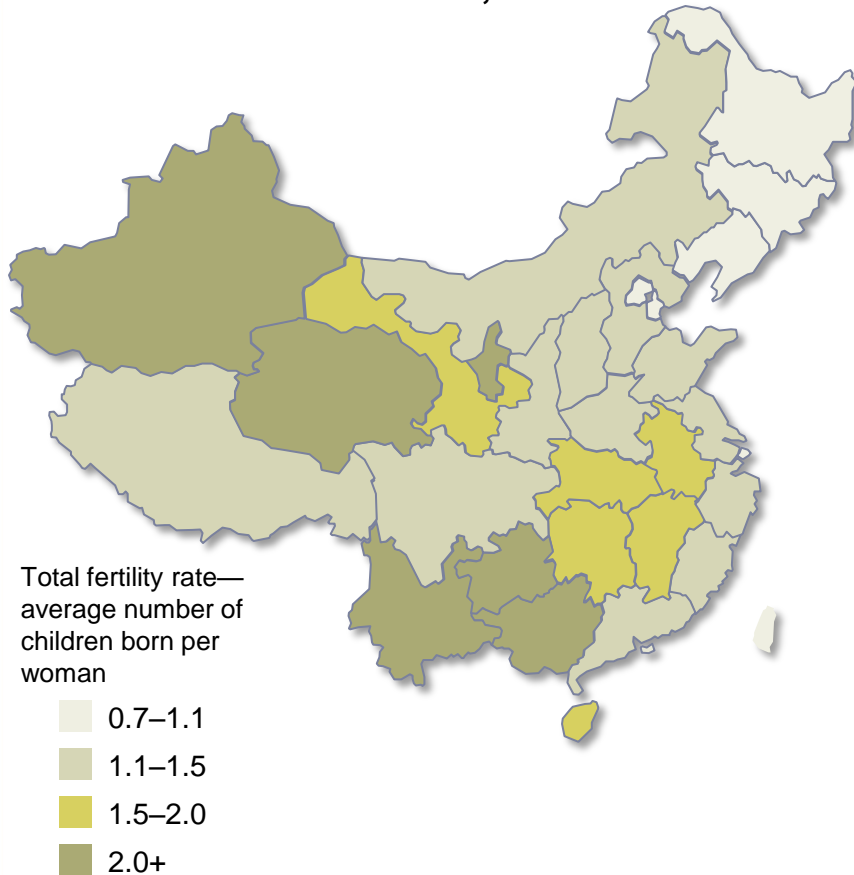 Total fertility rate—
average number of
children born per
woman
0.7–1.1
1.1–1.5
1.5–2.0
2.0+